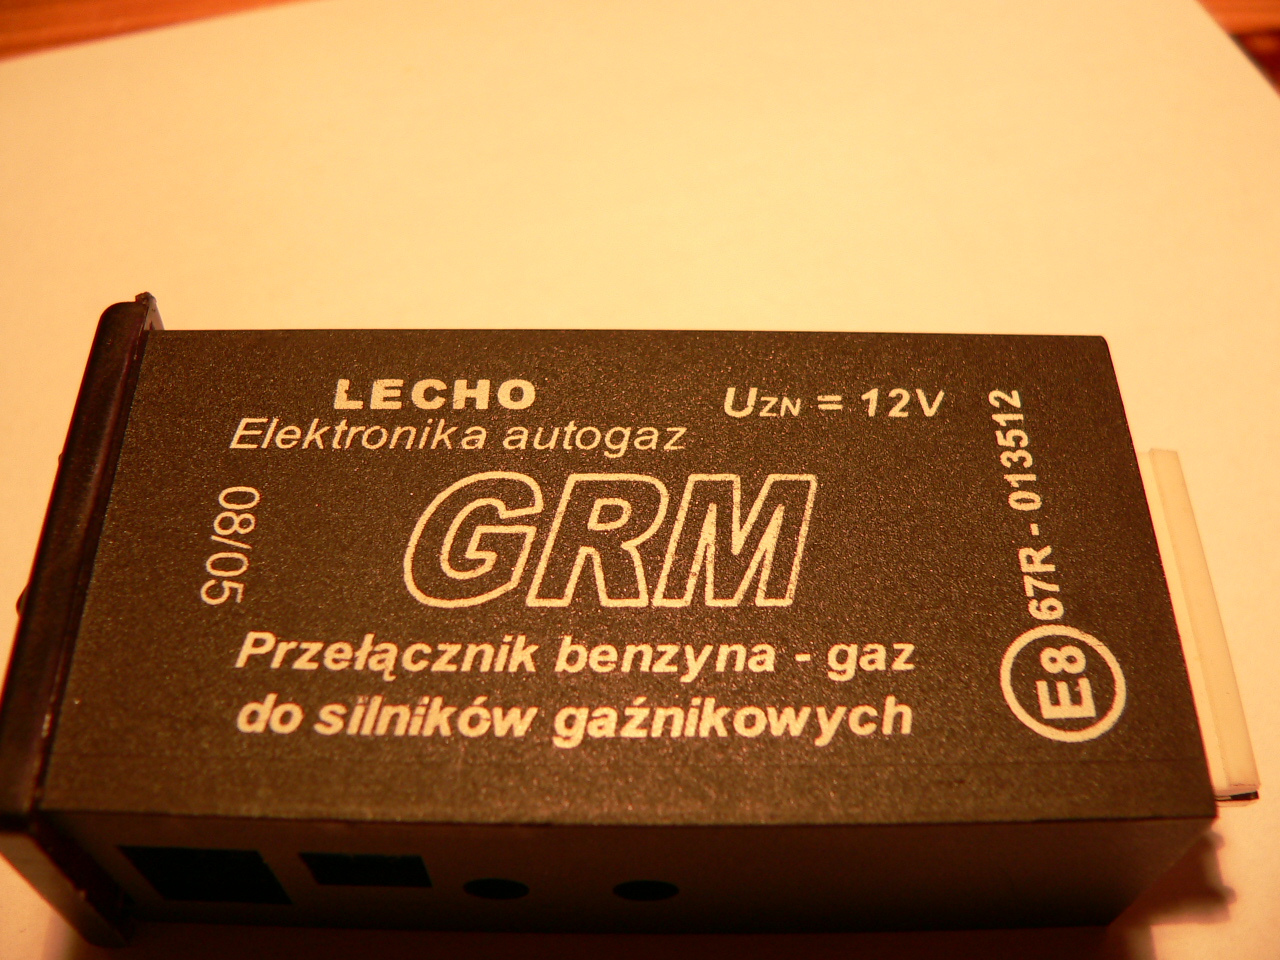 LECHO
Elektronika autogaz
UZN = 12V
08/05
GRM
Przełącznik benzyna - gaz
do silników gaźnikowych
E8 67R - 013512